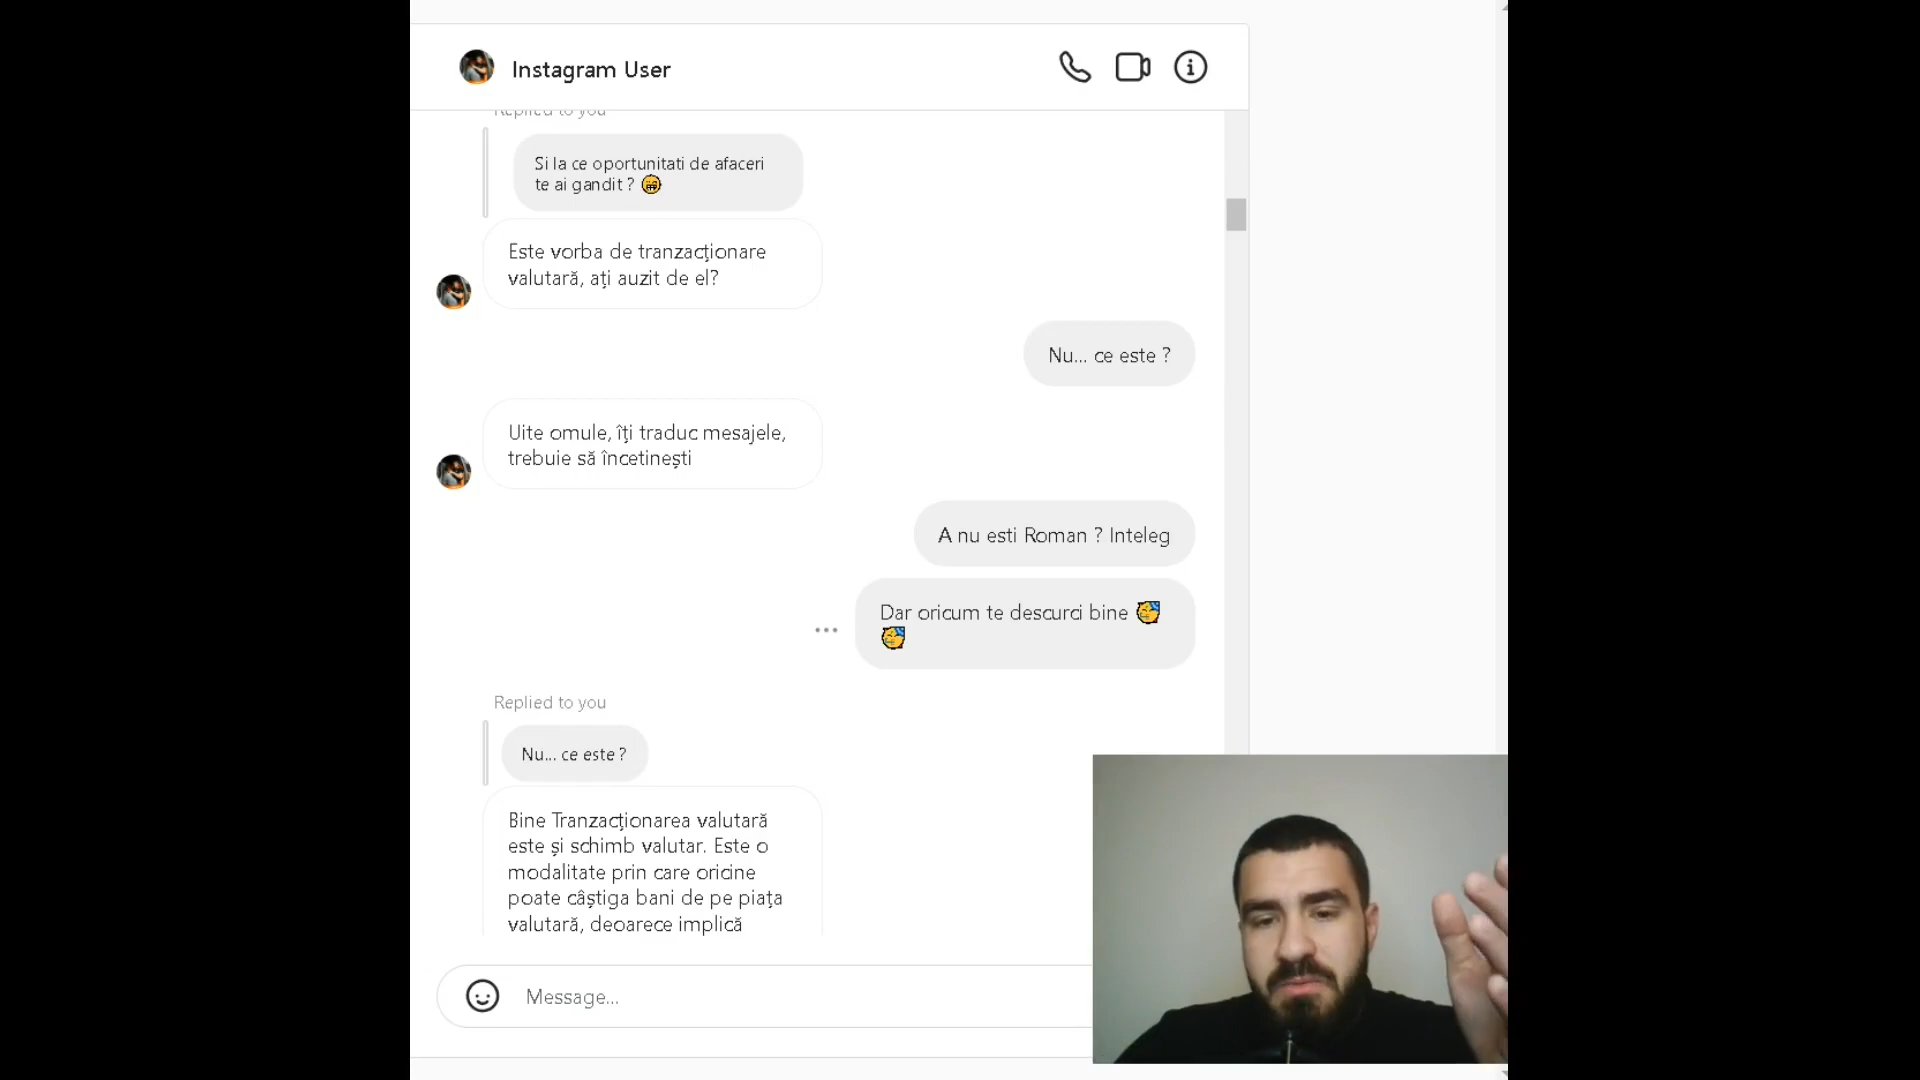 Instagram User
Replied to you
Si la ce oportunitati de afaceri
te ai gandit ? 😁
Este vorba de tranzacționare
valutară, ați auzit de el?
Nu... ce este ?
Uite omule, îți traduc mesajele,
trebuie să încetinești
A nu esti Roman ? Inteleg
Dar oricum te descurci bine 🥳
🥳
Replied to you
Nu... ce este ?
Bine Tranzacționarea valutară
este și schimb valutar. Este o
modalitate prin care oricine
poate câștiga bani de pe piața
valutară, deoarece implică
Message...